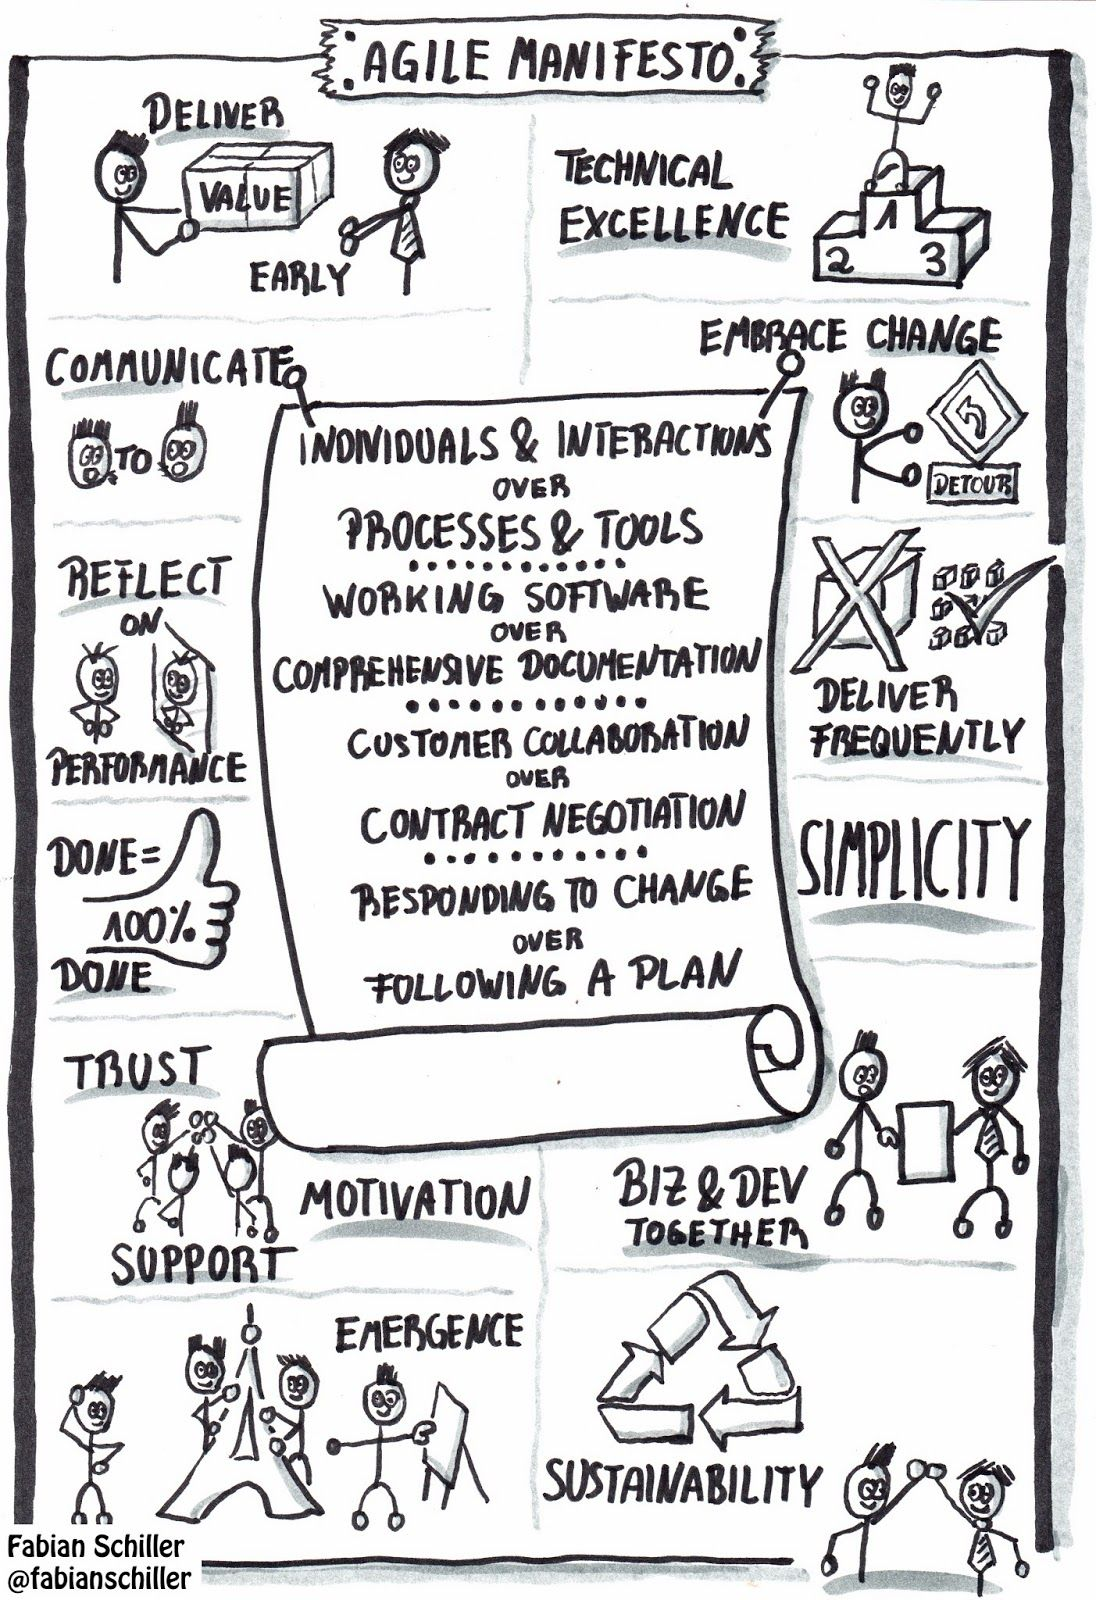 AGILE MANIFESTO
DELIVER
VALUE
EARLY
TECHNICAL
EXCELLENCE
2 1 3
COMMUNICATE
TO
EMBRACE CHANGE
DETOUR
INDIVIDUALS & INTERACTIONS
OVER
PROCESSES & TOOLS
WORKING SOFTWARE
OVER
COMPREHENSIVE DOCUMENTATION
CUSTOMER COLLABORATION
OVER
CONTRACT NEGOTIATION
RESPONDING TO CHANGE
OVER
FOLLOWING A PLAN
REFLECT
ON
PERFORMANCE
DELIVER
FREQUENTLY
DONE=
100%
DONE
SIMPLICITY
TRUST
MOTIVATION
SUPPORT
BIZ & DEV
TOGETHER
EMERGENCE
SUSTAINABILITY
Fabian Schiller
@fabianschiller